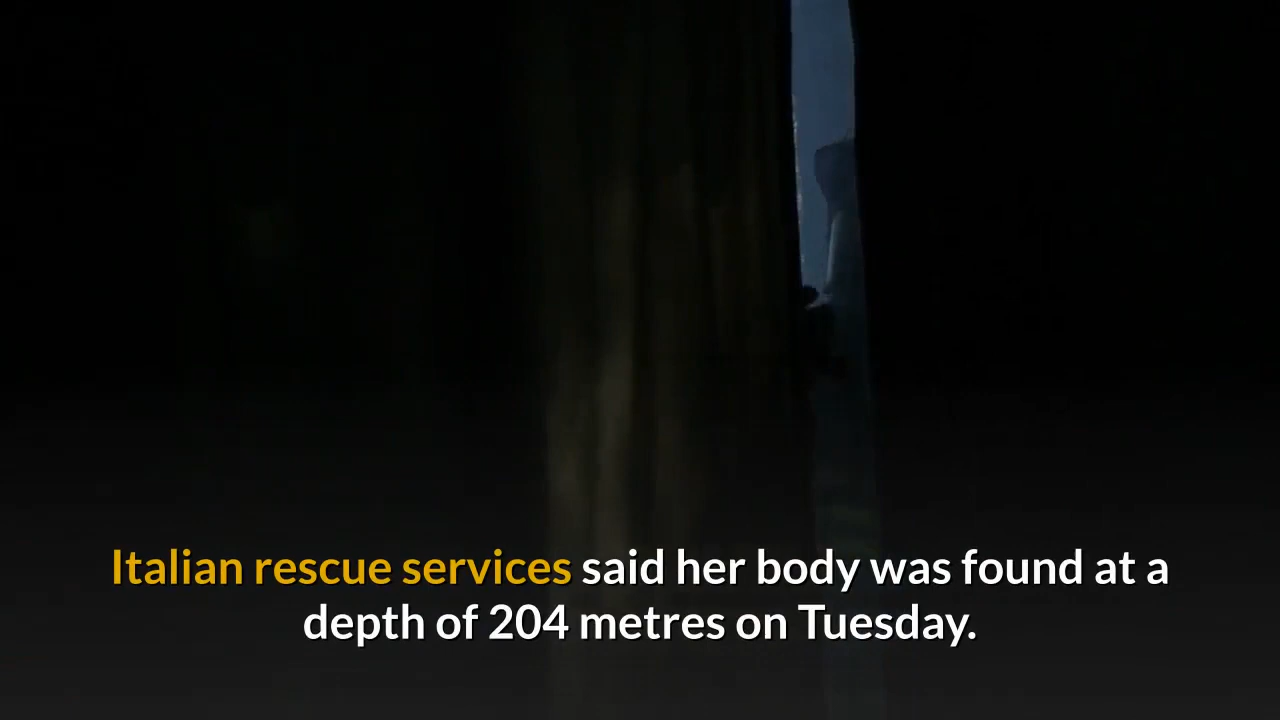 Italian rescue services said her body was found at a
depth of 204 metres on Tuesday.